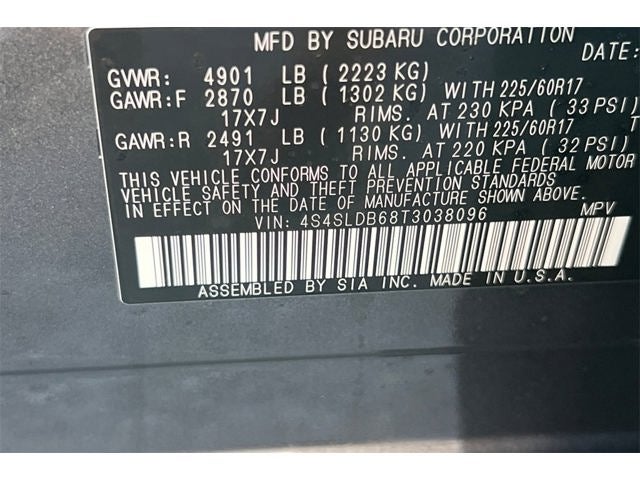 MFD BY SUBARU CORPORATION DATE:
GVWR: 4901 LB ( 2223 KG)
GAWR:F 2870 LB ( 1302 KG) WITH 225/60R17
17X7J RIMS. AT 230 KPA ( 33 PSI)
GAWR:R 2491 LB ( 1130 KG) WITH 225/60R17 T
17X7J RIMS. AT 220 KPA ( 32 PSI)
THIS VEHICLE CONFORMS TO ALL APPLICABLE FEDERAL MOTOR
VEHICLE SAFETY AND THEFT PREVENTION STANDARDS
IN EFFECT ON THE DATE OF MANUFACTURE SHOWN ABOVE.
VIN: 4S4SLDB68T3038096 MPV
ASSEMBLED BY SIA INC. MADE IN U.S.A.